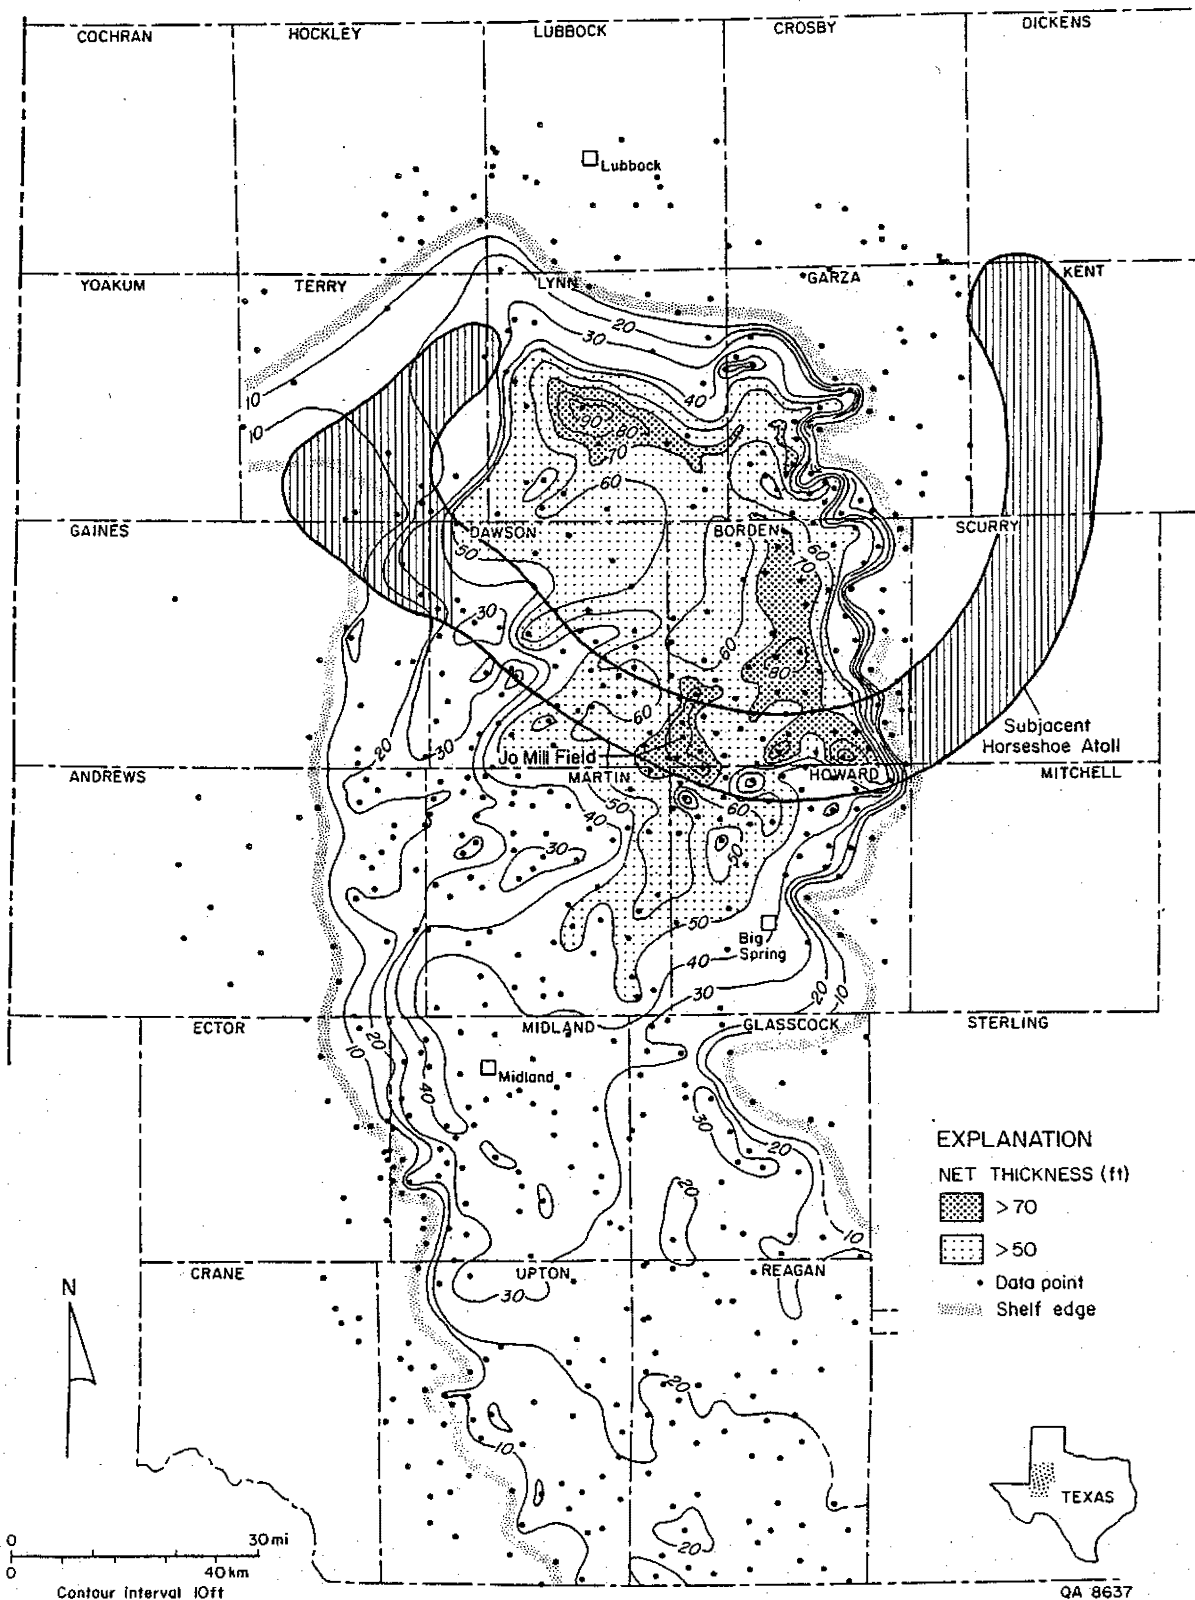 COCHRAN
HOCKLEY
LUBBOCK
CROSBY
DICKENS
Lubbock
YOAKUM
TERRY
LYNN
GARZA
KENT
20
30
10
40
10
90
80
70
60
GAINES
DAWSON
BORDEN
SCURRY
50
60
70
30
60
80
60
20
30
Subjacent
Horseshoe Atoll
Jo Mill Field
ANDREWS
MARTIN
HOWARD
MITCHELL
50
60
40
30
50
50
Big
Spring
40
30
20
10
ECTOR
MIDLAND
GLASSCOCK
STERLING
20
10
Midland
40
30
20
EXPLANATION
NET THICKNESS (ft)
>70
>50
Data point
Shelf edge
20
10
CRANE
UPTON
REAGAN
N
30
20
10
20
TEXAS
0
30 mi
0
40 km
Contour interval 10ft
QA 8637